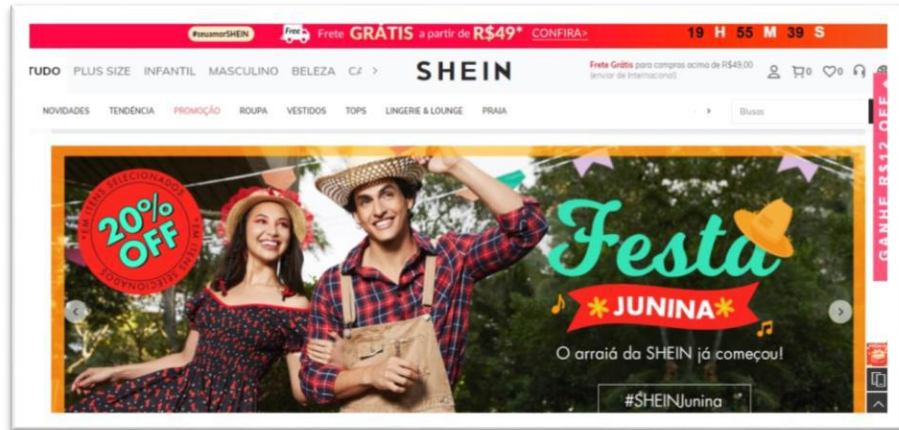 #seuamorSHEIN Free Frete GRÁTIS a partir de R$49* CONFIRA> 19 H 55 M 39 S
TUDO PLUS SIZE INFANTIL MASCULINO BELEZA CA > SHEIN
Frete Grátis para compras acima de R$49,00
(enviar de Internacional)
0 0
NOVIDADES TENDÊNCIA PROMOÇÃO ROUPA VESTIDOS TOPS LINGERIE & LOUNGE PRAIA
Blusas
GANHE R$12 OFF
*EM ITENS SELECIONADOS *EM ITENS SELECIONADOS
20%
OFF
Festa
JUNINA
O arraiá da SHEIN já começou!
#SHEINJunina